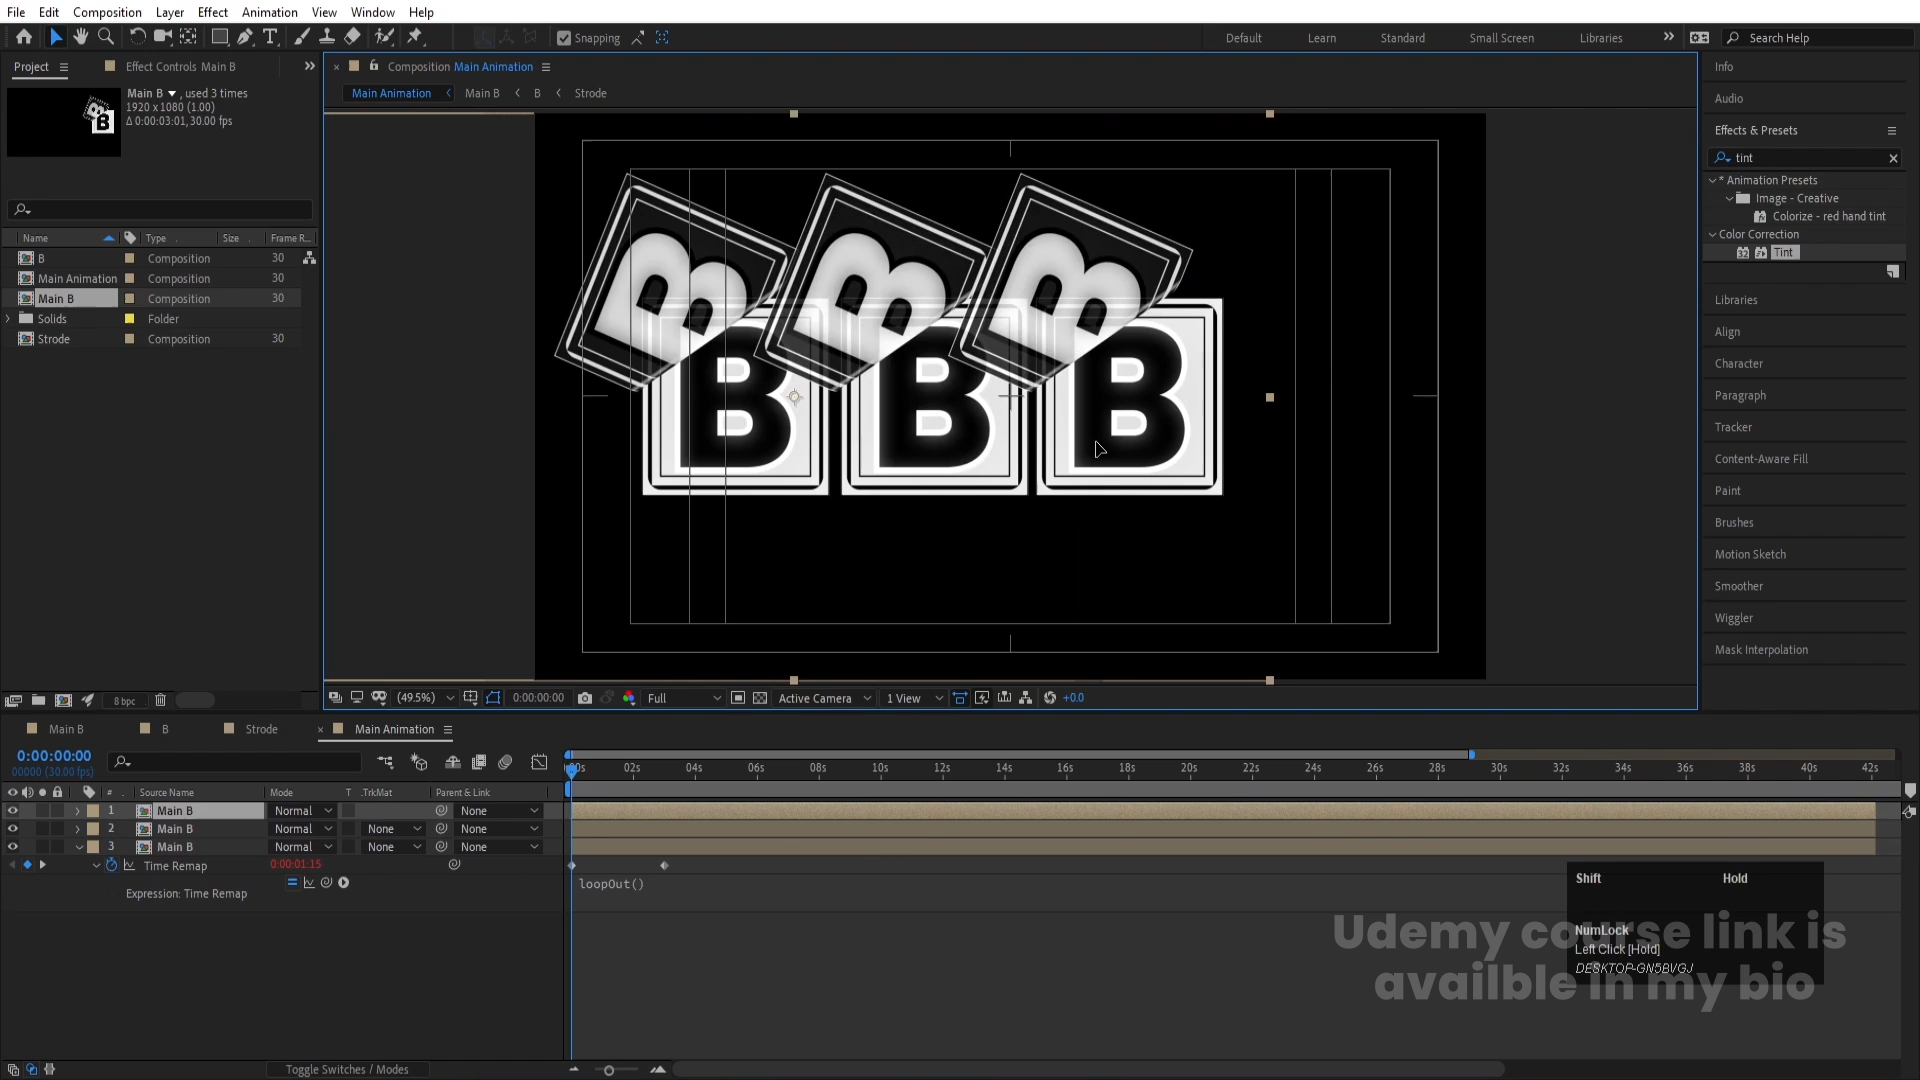 File Edit Composition Layer Effect Animation View Window Help
Snapping Default Learn Standard Small Screen Libraries Search Help
Project Effect Controls Main B
Main B , used 3 times
1920 x 1080 (1.00)
Δ 0:00:03:01, 30.00 fps
Name Type Size Frame R...
B Composition 30
Main Animation Composition 30
Main B Composition 30
Solids Folder
Strode Composition 30
8 bpc
Composition Main Animation
Main Animation Main B B Strode
B B B
B B B
(49.5%) 0:00:00:00 Full Active Camera 1 View +0.0
Info
Audio
Effects & Presets
tint
* Animation Presets
Image - Creative
Colorize - red hand tint
Color Correction
32 Tint
Libraries
Align
Character
Paragraph
Tracker
Content-Aware Fill
Paint
Brushes
Motion Sketch
Smoother
Wiggler
Mask Interpolation
Main B B Strode Main Animation
0:00:00:00
00000 (30.00 fps)
00s 02s 04s 06s 08s 10s 12s 14s 16s 18s 20s 22s 24s 26s 28s 30s 32s 34s 36s 38s 40s 42s
# Source Name Mode T .TrkMat Parent & Link
1 Main B Normal None
2 Main B Normal None None
3 Main B Normal None None
Time Remap 0:00:01:15
Expression: Time Remap loopOut()
Shift Hold
NumLock
Left Click [Hold]
DESKTOP-GN5BVGJ
Udemy course link is
availble in my bio
Toggle Switches / Modes